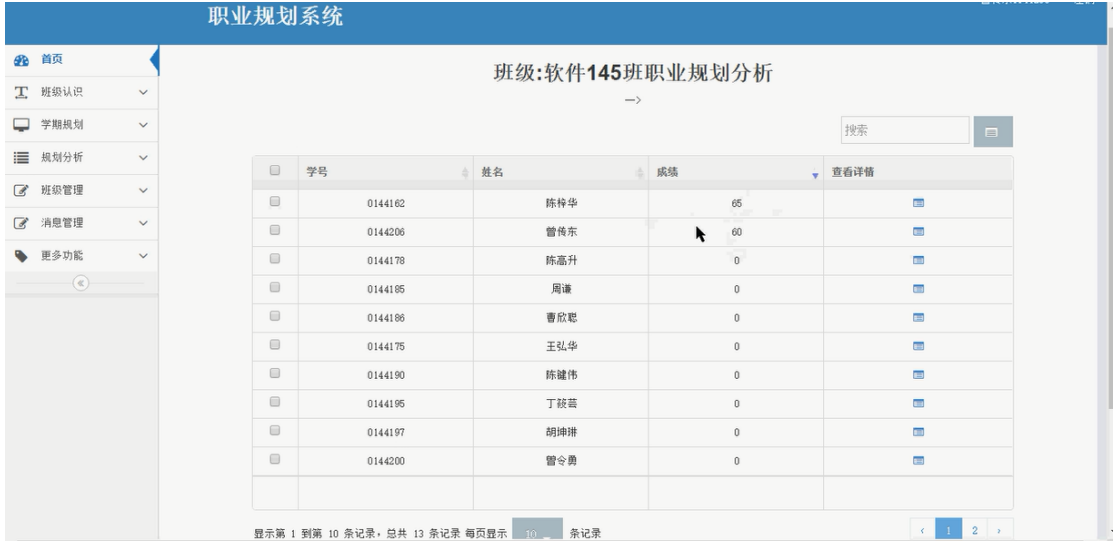 职业规划系统
首页
班级认识
学期规划
规划分析
班级管理
消息管理
更多功能
班级:软件145班职业规划分析
—>
搜索
学号 姓名 成绩 查看详情
0144162 陈梓华 65
0144206 曾传东 60
0144178 陈高升 0
0144185 周谦 0
0144186 曹欣聪 0
0144175 王弘华 0
0144190 陈健伟 0
0144195 丁筱芸 0
0144197 胡坤琳 0
0144200 曾令勇 0
显示第 1 到第 10 条记录，总共 13 条记录 每页显示 10 条记录
‹ 1 2 ›